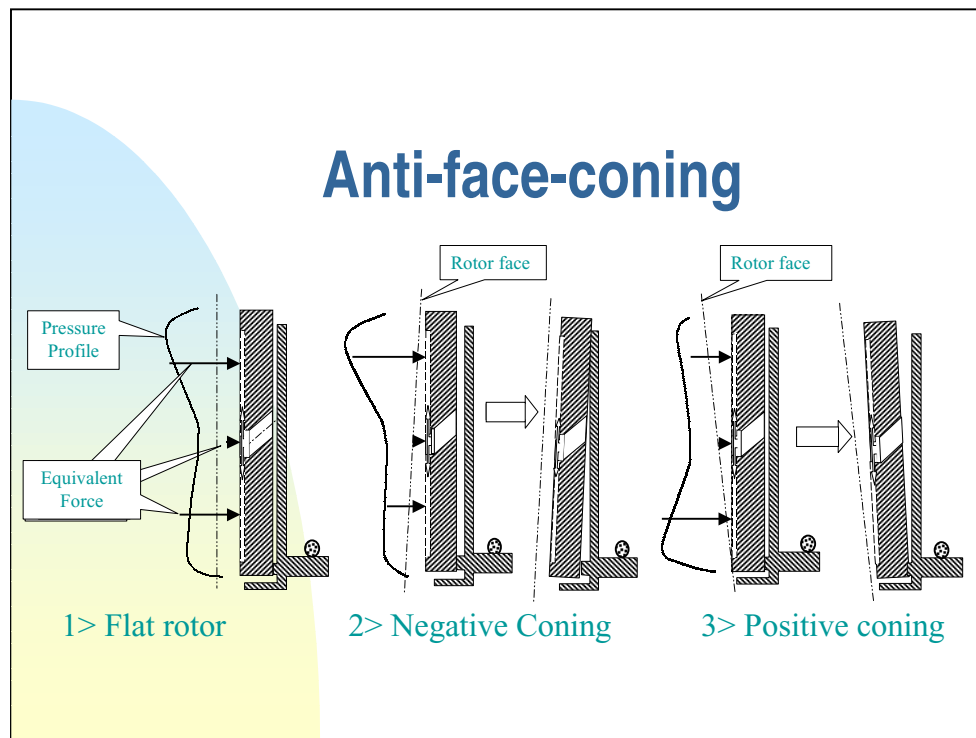 Anti-face-coning
Rotor face
Rotor face
Pressure
Profile
Equivalent
Force
1> Flat rotor
2> Negative Coning
3> Positive coning